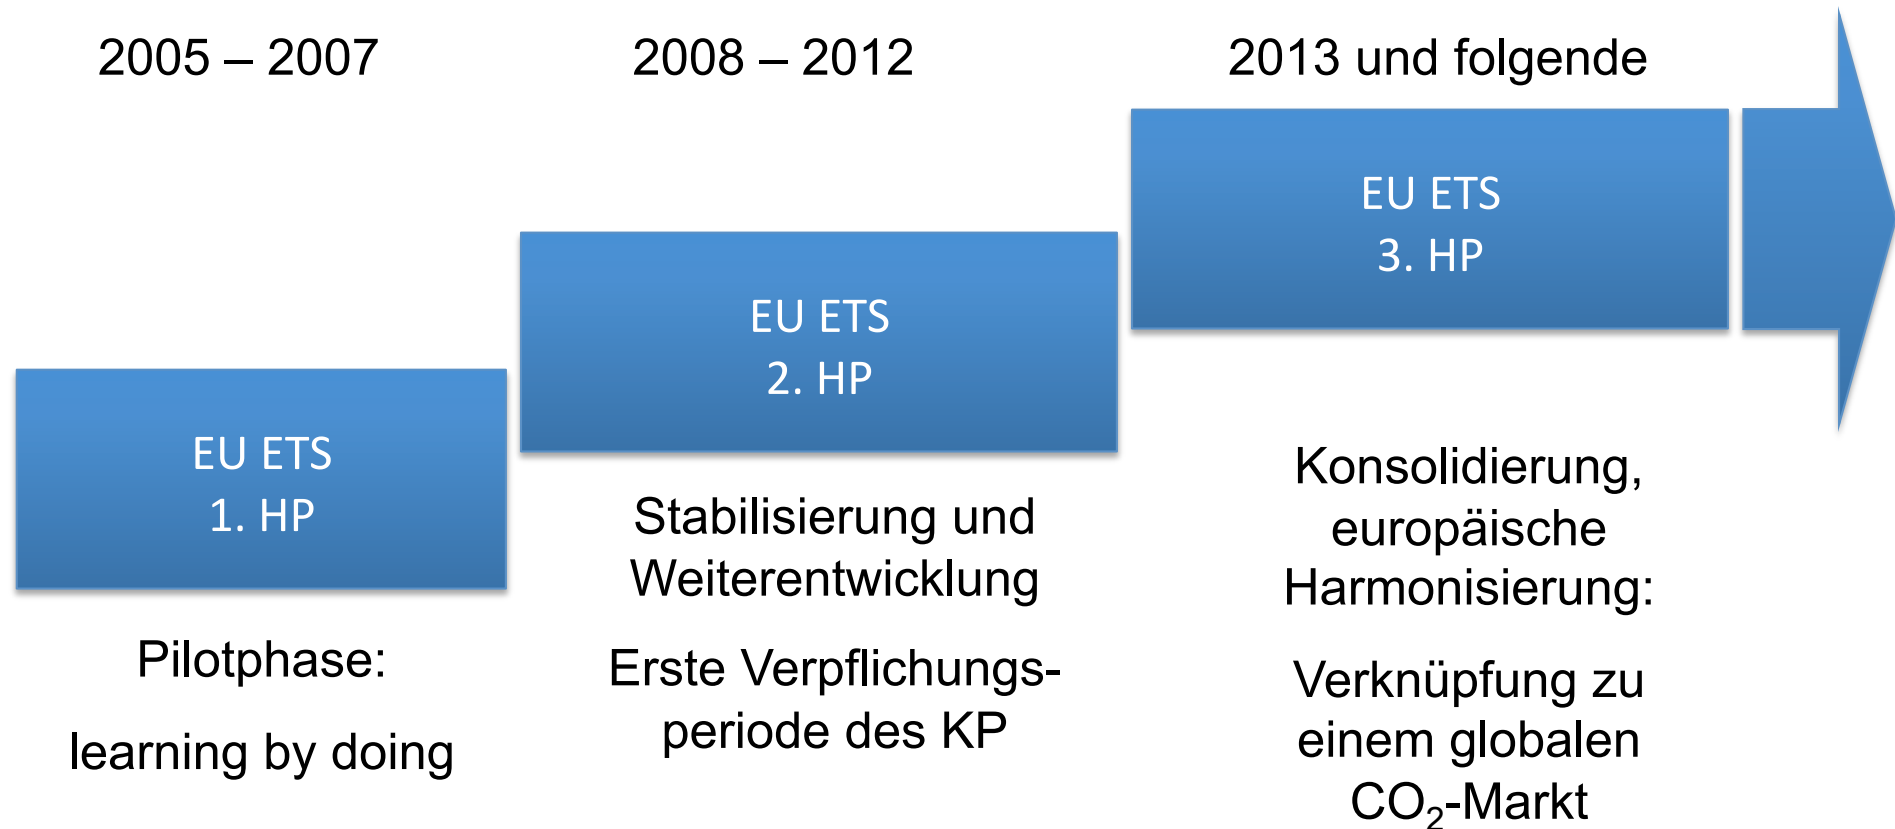 2005 – 2007
2008 – 2012
2013 und folgende
EU ETS
1. HP
Pilotphase:
learning by doing
EU ETS
2. HP
Stabilisierung und
Weiterentwicklung
Erste Verpflichungs-
periode des KP
EU ETS
3. HP
Konsolidierung,
europäische
Harmonisierung:
Verknüpfung zu
einem globalen
CO₂-Markt